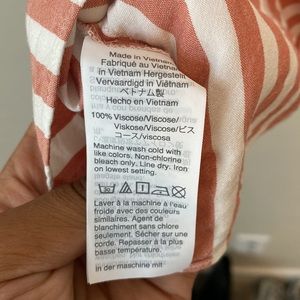 Made in Vietnam
Fabriqué au Vietnam
in Vietnam Hergestellt
Vervaardigd in Viëtnam
ベトナム製
Hecho en Vietnam
100% Viscose/Viscose/
Viskose/Viscose/ビス
コース/viscosa
Machine wash cold with
like colors. Non-chlorine
bleach only. Line dry. Iron
on lowest setting.
Laver à la machine à l'eau
froide avec des couleurs
similaires. Agent de
blanchiment sans chlore
seulement. Sécher sur une
corde. Repasser à la plus
basse température.
in der maschine mit